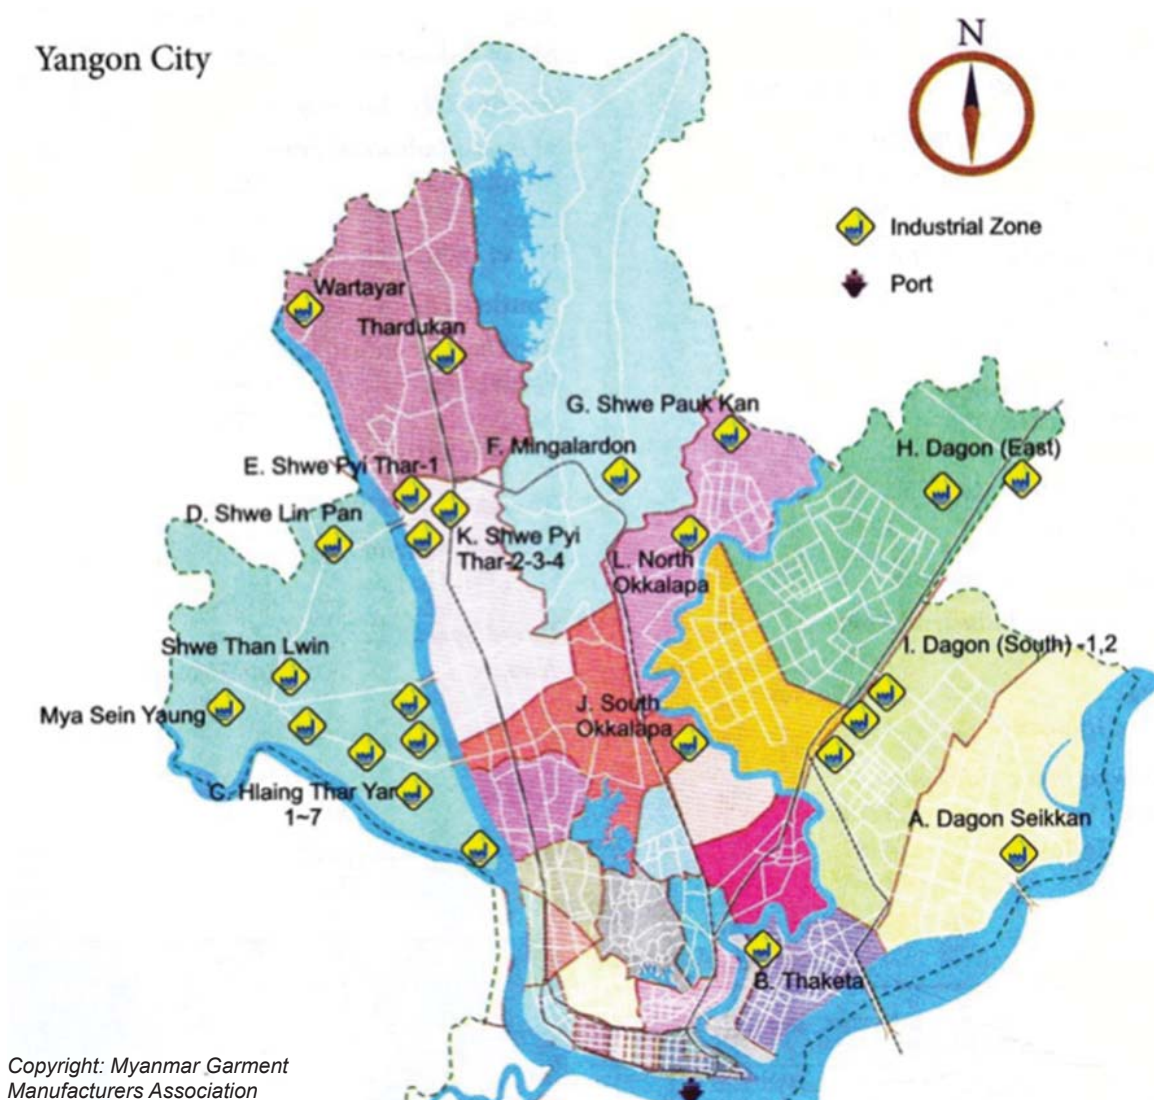 Yangon City
N
Industrial Zone
Port
Wartayar
Thardukan
G. Shwe Pauk Kan
F. Mingalardon
H. Dagon (East)
E. Shwe Pyi Thar-1
D. Shwe Lin Pan
K. Shwe Pyi
Thar-2-3-4
L. North
Okkalapa
Shwe Than Lwin
I. Dagon (South) -1,2
Mya Sein Yaung
J. South
Okkalapa
C. Hlaing Thar Yar
1~7
A. Dagon Seikkan
B. Thaketa
Copyright: Myanmar Garment
Manufacturers Association